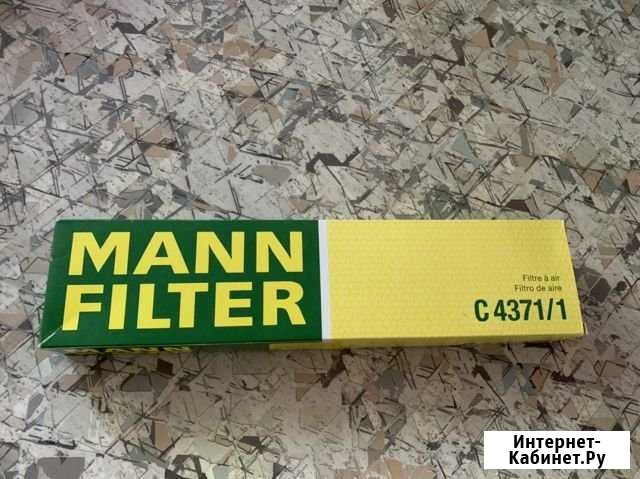 MANN
FILTER
Filtre à air
Filtro de aire
C 4371/1
Интернет-
Кабинет.Ру